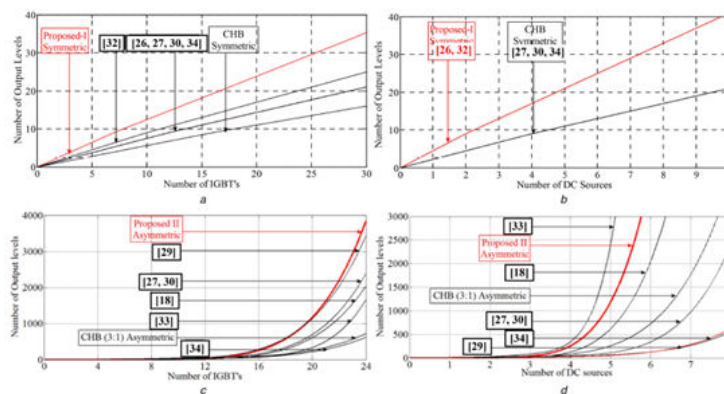 40
30
20
10
0
Number of Output Levels
Proposed-I
Symmetric
[32]
[26, 27, 30, 34]
CHB
Symmetric
0 5 10 15 20 25 30
Number of IGBT's
a
40
30
20
10
0
Number of Output Levels
Proposed-I
Symmetric
[26, 32]
CHB
Symmetric
[27, 30, 34]
0 1 2 3 4 5 6 7 8 9
Number of DC Sources
b
4000
3000
2000
1000
0
Number of Output levels
Proposed II
Asymmetric
[29]
[27, 30]
[18]
[33]
CHB (3:1) Asymmetric
[34]
0 4 8 12 16 20 24
Number of IGBT's
c
3000
2500
2000
1500
1000
500
0
Number of Output levels
[33]
Proposed II
Asymmetric
[18]
CHB (3:1) Asymmetric
[27, 30]
[34]
[29]
0 1 2 3 4 5 6 7
Number of DC sources
d